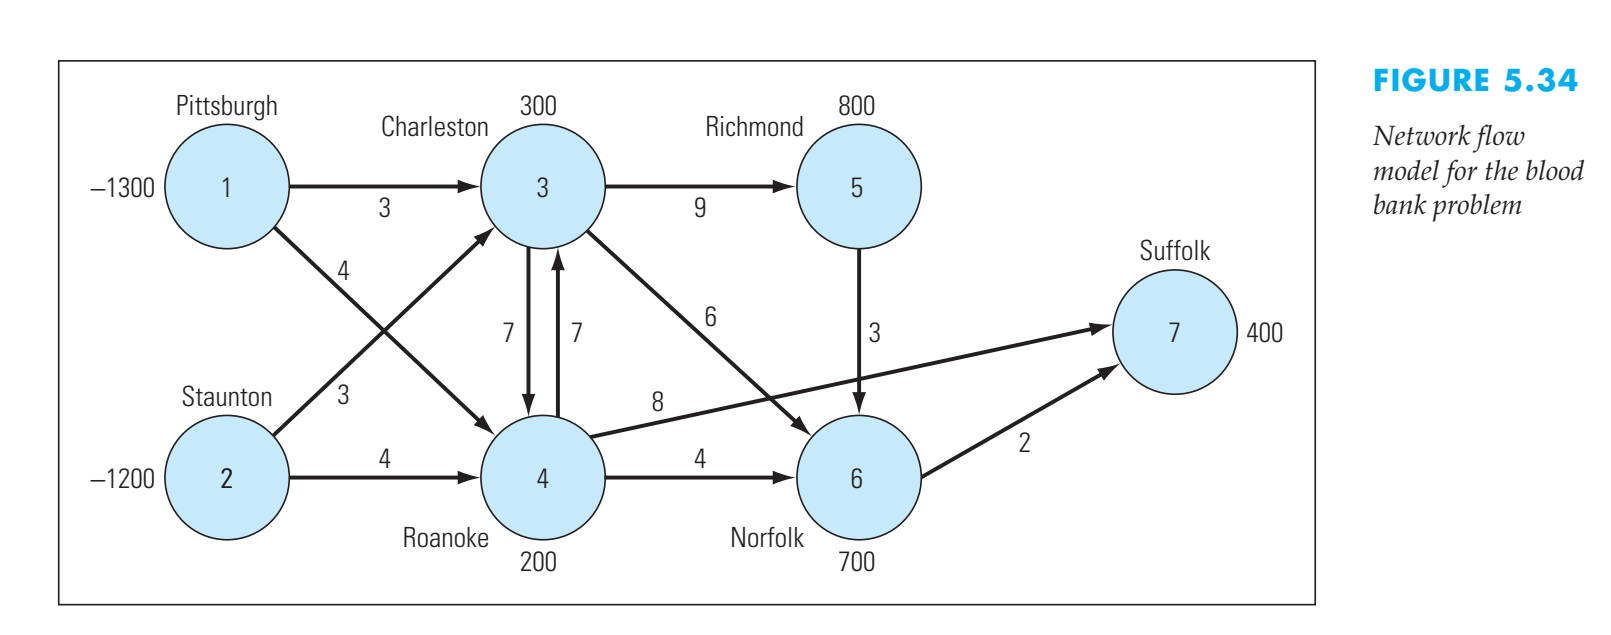 FIGURE 5.34
Network flow
model for the blood
bank problem
Pittsburgh
–1300
1
Charleston
300
3
Richmond
800
5
3
9
4
7
7
6
3
Suffolk
7
400
8
3
2
Staunton
–1200
2
4
4
4
6
Roanoke
200
Norfolk
700